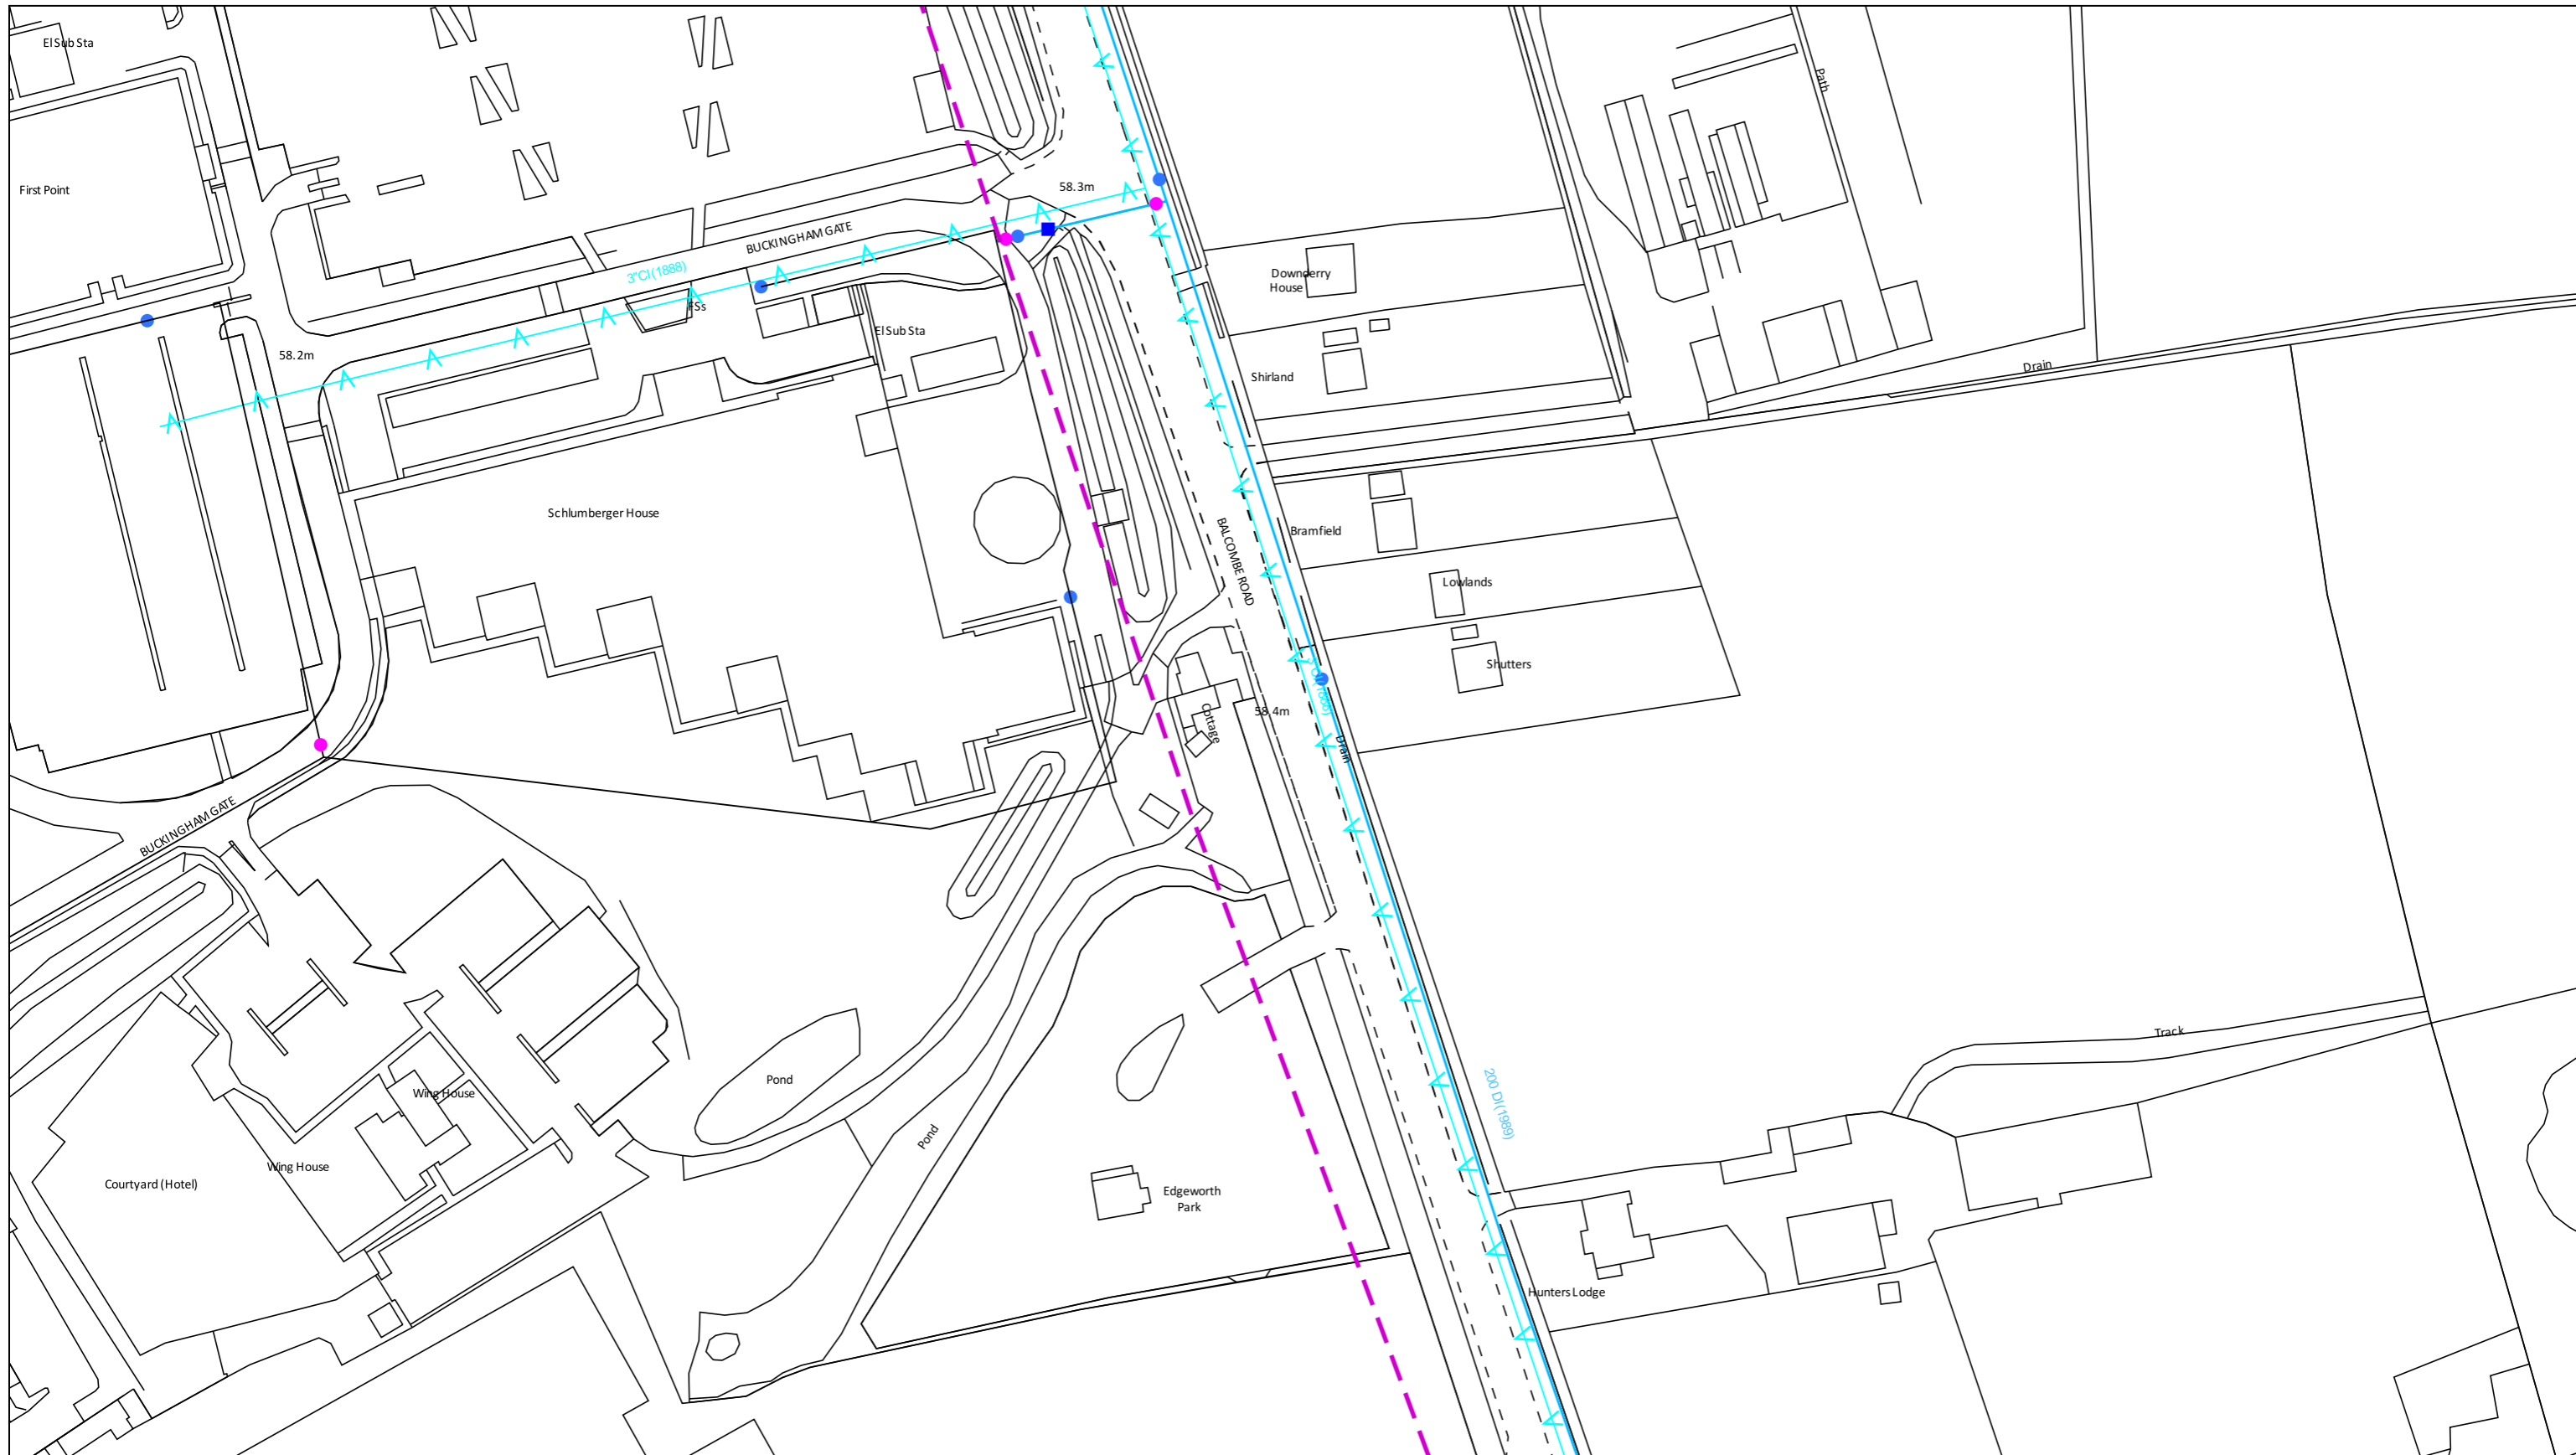 El Sub Sta
Path
First Point
58.3m
BUCKINGHAM GATE
3"CI (1888)
Downderry
House
FSs
El Sub Sta
58.2m
Drain
Shirland
Schlumberger House
BALCOMBE ROAD
Bramfield
Lowlands
Shutters
Cottage
58.4m
Drain
BUCKINGHAM GATE
Track
Pond
200 DI (1989)
Wing House
Pond
Wing House
Courtyard (Hotel)
Edgeworth
Park
Hunters Lodge